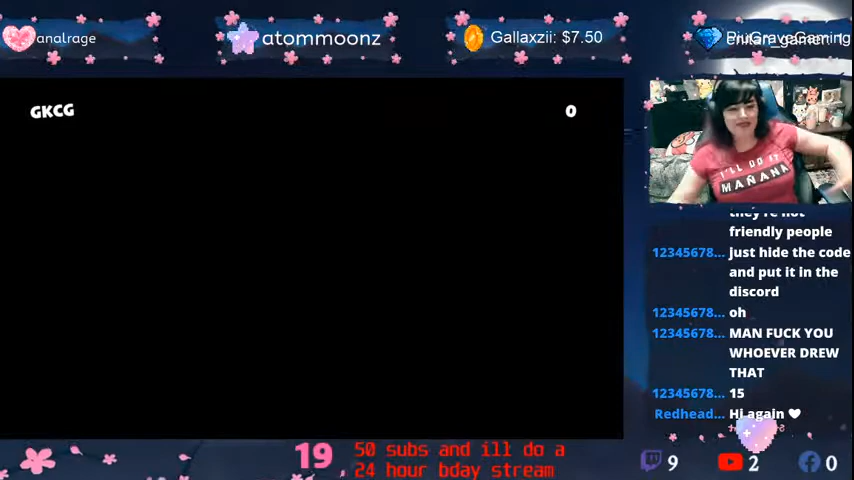 analrage
atommoonz
Gallaxzii: $7.50
GKCG
0
I'LL DO IT
MAÑANA
they're not
friendly people
12345678... just hide the code
and put it in the
discord
12345678... oh
12345678... MAN FUCK YOU
WHOEVER DREW
THAT
12345678... 15
Redhead... Hi again ♥
19
50 subs and ill do a
24 hour bday stream
9
2
0